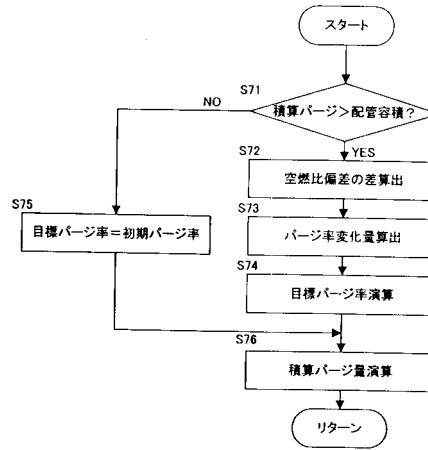 スタート
S71
積算パージ>配管容積?
NO
YES
S72
空燃比偏差の差算出
S73
パージ率変化量算出
S74
目標パージ率演算
S75
目標パージ率=初期パージ率
S76
積算パージ量演算
リターン